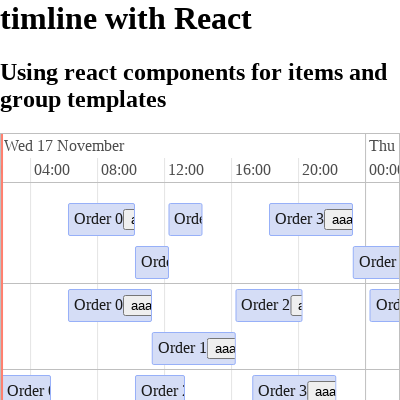 timline with React
Using react components for items and
group templates
Wed 17 November Thu
04:00 08:00 12:00 16:00 20:00
Order 0 Order 3 aaa
Order
Order 0 aaa Order 2
Order 1 aaa
Order Order Order 3 aaa